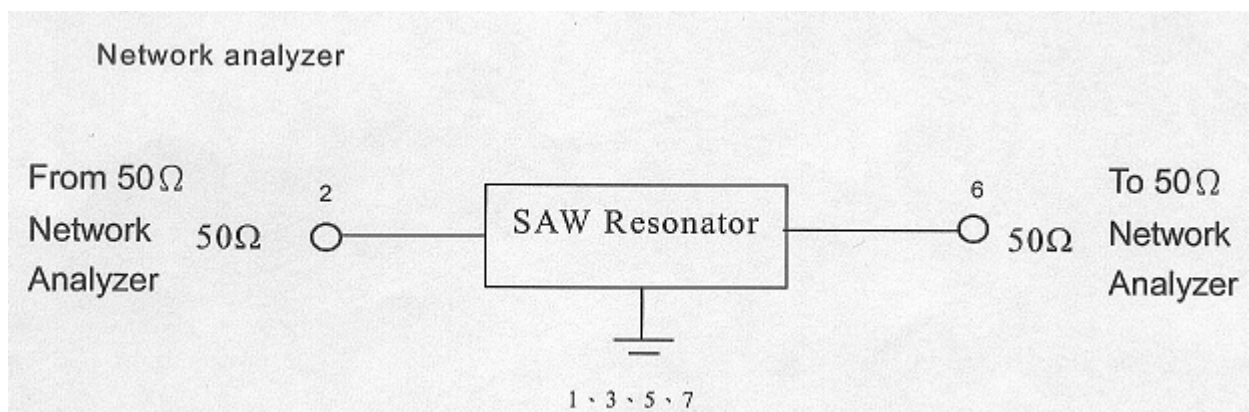 Network analyzer
From 50Ω
Network
Analyzer
50Ω
2
SAW Resonator
6
50Ω
To 50Ω
Network
Analyzer
1、3、5、7